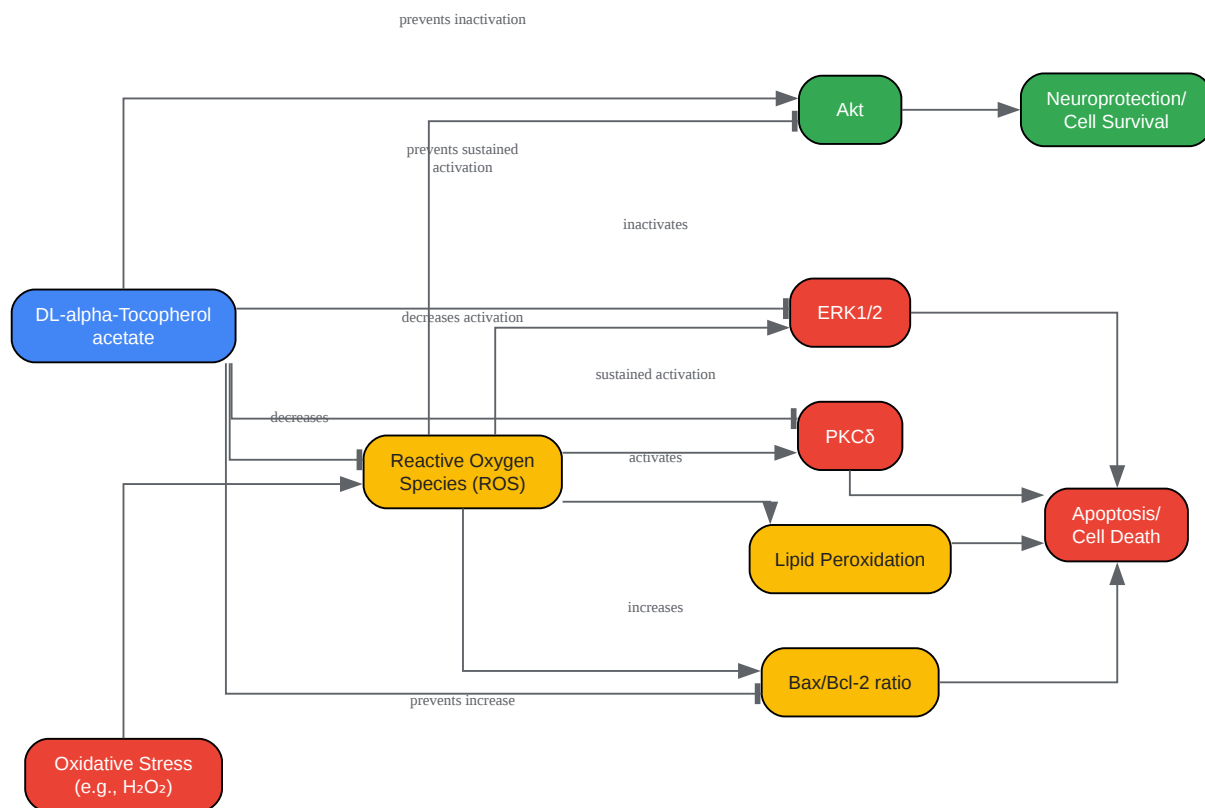 prevents inactivation
Akt
Neuroprotection/
Cell Survival
prevents sustained
activation
inactivates
DL-alpha-Tocopherol
acetate
decreases activation
ERK1/2
sustained activation
decreases
PKCδ
Reactive Oxygen
Species (ROS)
activates
Apoptosis/
Cell Death
Lipid Peroxidation
increases
Bax/Bcl-2 ratio
prevents increase
Oxidative Stress
(e.g., H₂O₂)